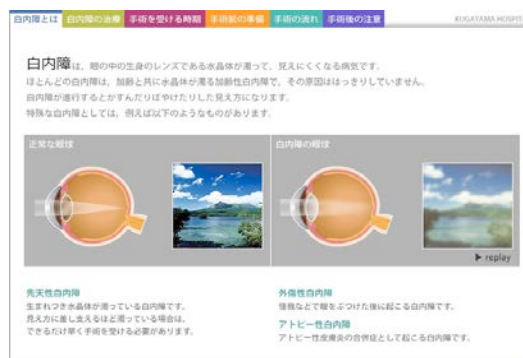 白内障とは 白内障の治療 手術を受ける時期 手術前の準備 手術の流れ 手術後の注意 KUGAYAMA HOSPIT
白内障は、眼の中の生身のレンズである水晶体が濁って、見えにくくなる病気です。
ほとんどの白内障は、加齢と共に水晶体が濁る加齢性白内障で、その原因ははっきりしていません。
白内障が進行するとかすんだりぼやけたりした見え方になります。
特殊な白内障としては、例えば以下のようなものがあります。
正常な眼球 白内障の眼球
▶ replay
先天性白内障
生まれつき水晶体が濁っている白内障です。
見え方に差し支えるほど濁っている場合は、
できるだけ早く手術を受ける必要があります。
外傷性白内障
怪我などで眼をぶつけた後に起こる白内障です。
アトピー性白内障
アトピー性皮膚炎の合併症として起こる白内障です。